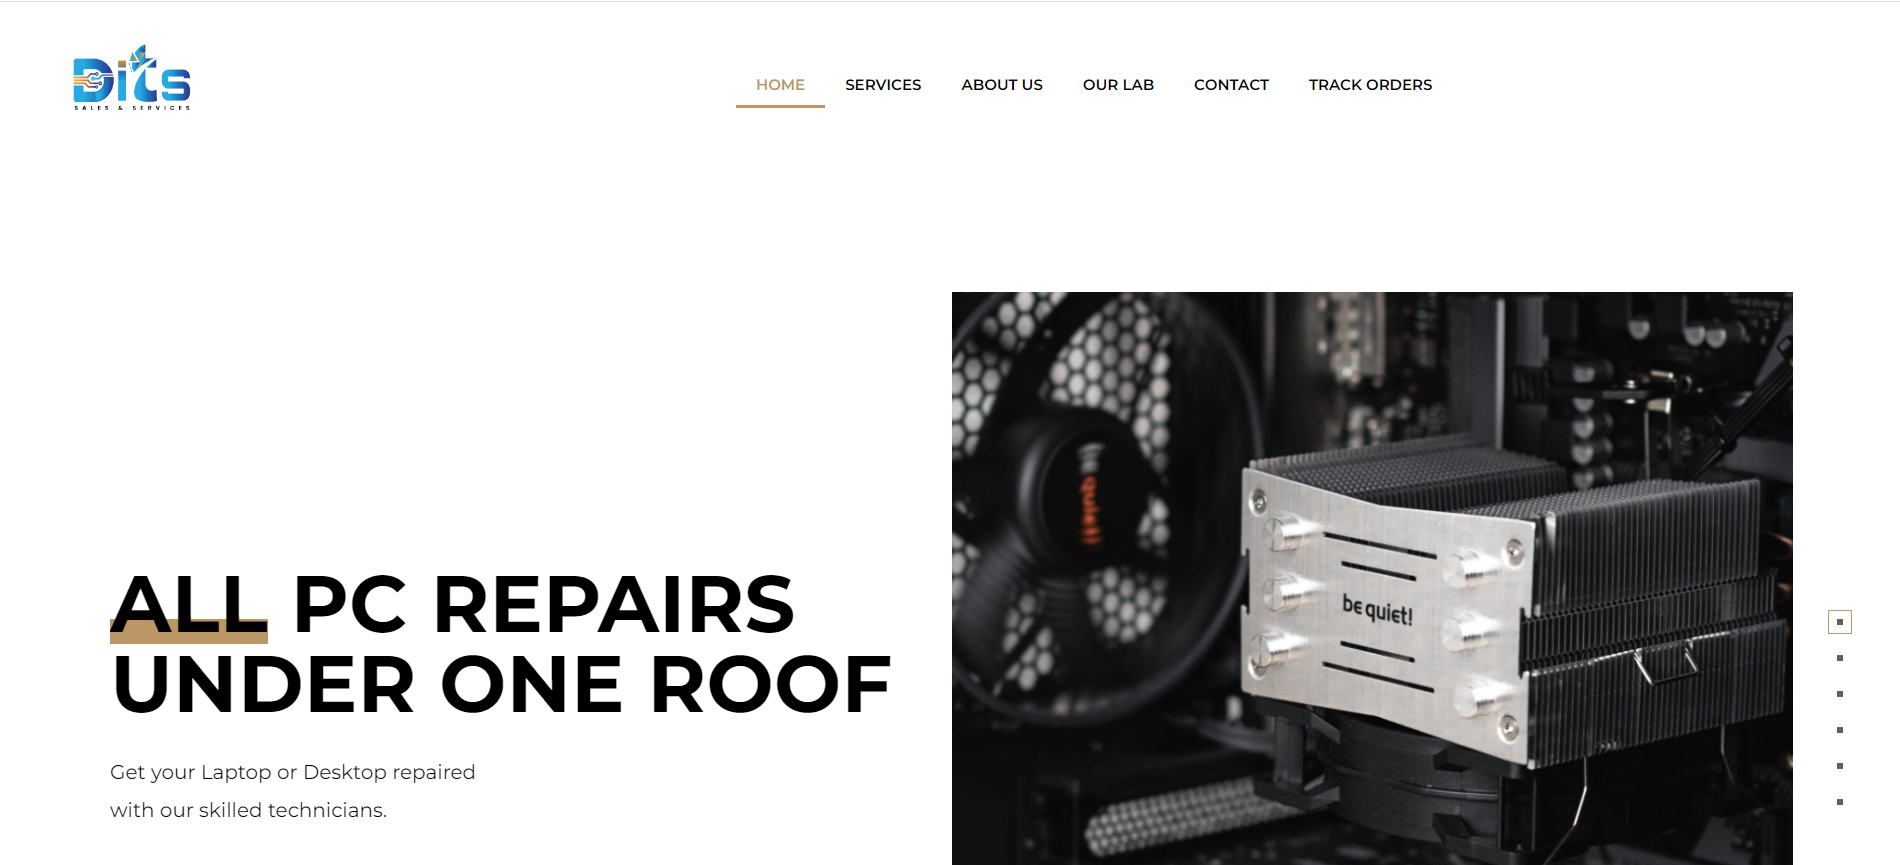 Dits
SALES & SERVICES
HOME SERVICES ABOUT US OUR LAB CONTACT TRACK ORDERS
ALL PC REPAIRS
UNDER ONE ROOF
Get your Laptop or Desktop repaired
with our skilled technicians.
quiet!
be quiet!